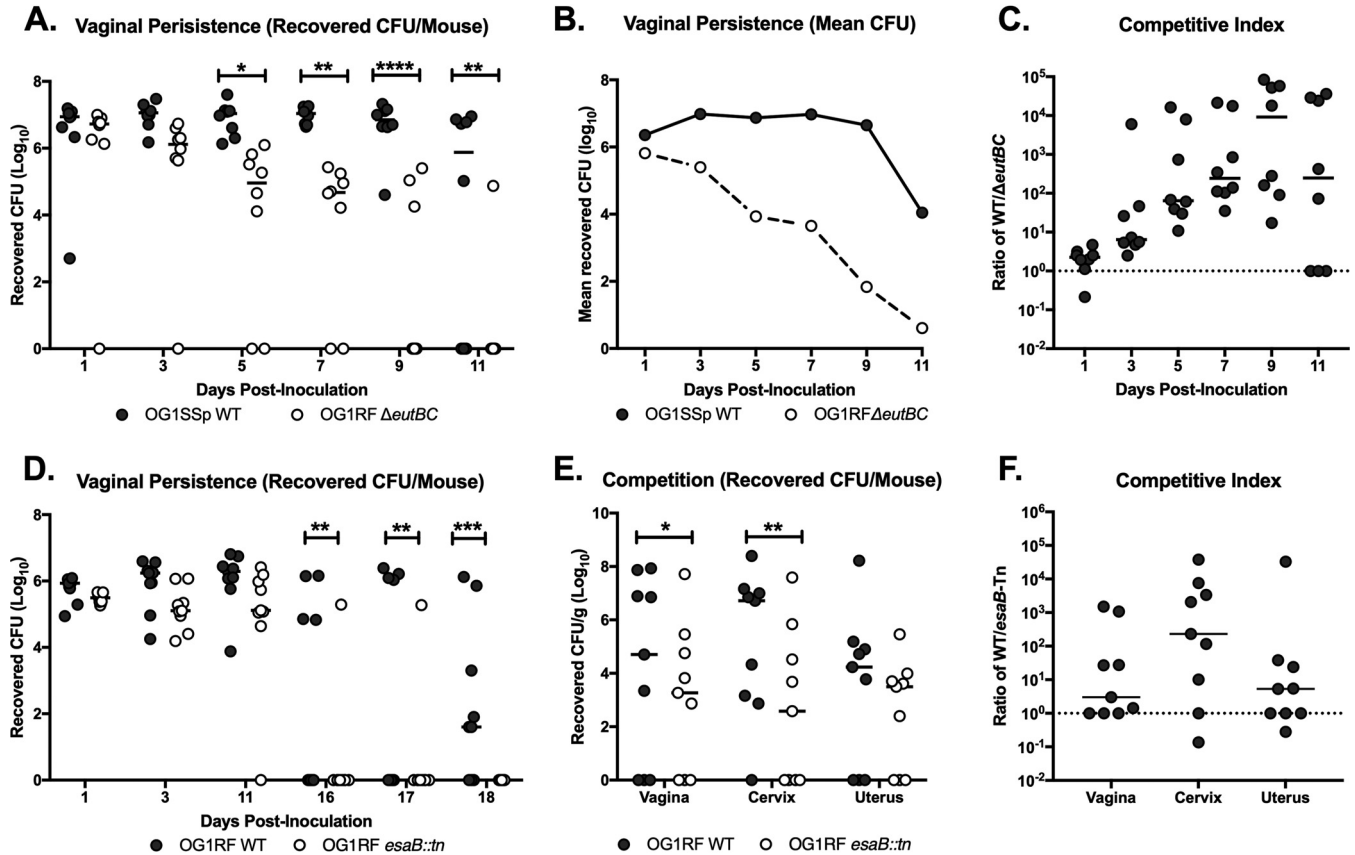 A. Vaginal Perisistence (Recovered CFU/Mouse)
* ** **** **
Recovered CFU (Log10)
8
6
4
2
0
1 3 5 7 9 11
Days Post-Inoculation
OG1SSp WT OG1RF ΔeutBC
B. Vaginal Persistence (Mean CFU)
Mean recovered CFU (log10)
8
6
4
2
0
1 3 5 7 9 11
Days Post-Inoculation
OG1SSp WT OG1RFΔeutBC
C. Competitive Index
Ratio of WT/ΔeutBC
10^5
10^4
10^3
10^2
10^1
10^0
10^-1
10^-2
1 3 5 7 9 11
Days Post-Inoculation
D. Vaginal Persistence (Recovered CFU/Mouse)
** ** ***
Recovered CFU (Log10)
8
6
4
2
0
1 3 11 16 17 18
Days Post-Inoculation
OG1RF WT OG1RF esaB::tn
E. Competition (Recovered CFU/Mouse)
* **
Recovered CFU/g (Log10)
10
8
6
4
2
0
Vagina Cervix Uterus
OG1RF WT OG1RF esaB::tn
F. Competitive Index
Ratio of WT/esaB-Tn
10^6
10^5
10^4
10^3
10^2
10^1
10^0
10^-1
10^-2
Vagina Cervix Uterus